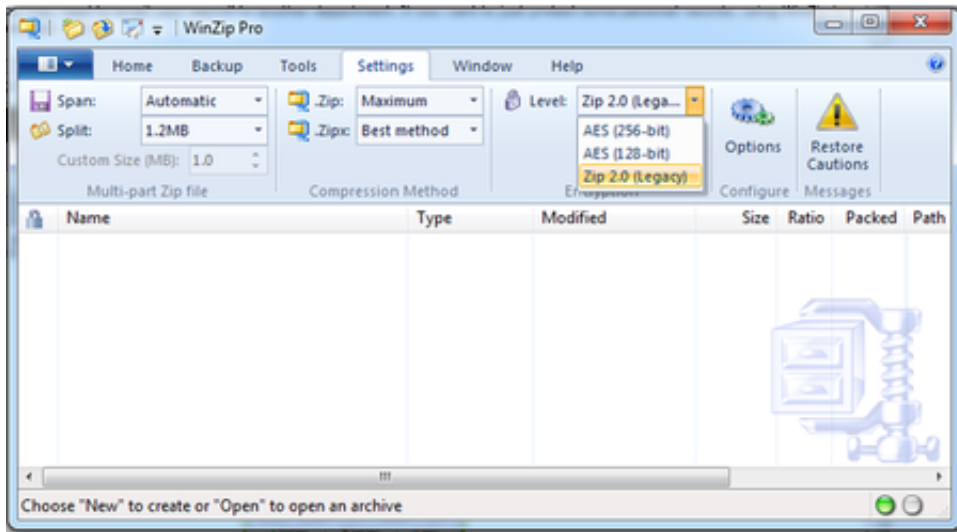 WinZip Pro
Home Backup Tools Settings Window Help
Span: Automatic .Zip: Maximum Level: Zip 2.0 (Lega...
Split: 1.2MB .Zipx: Best method AES (256-bit)
Custom Size (MB): 1.0 AES (128-bit) Options Restore Cautions
Zip 2.0 (Legacy)
Multi-part Zip file Compression Method Configure Messages
Name Type Modified Size Ratio Packed Path
Choose "New" to create or "Open" to open an archive